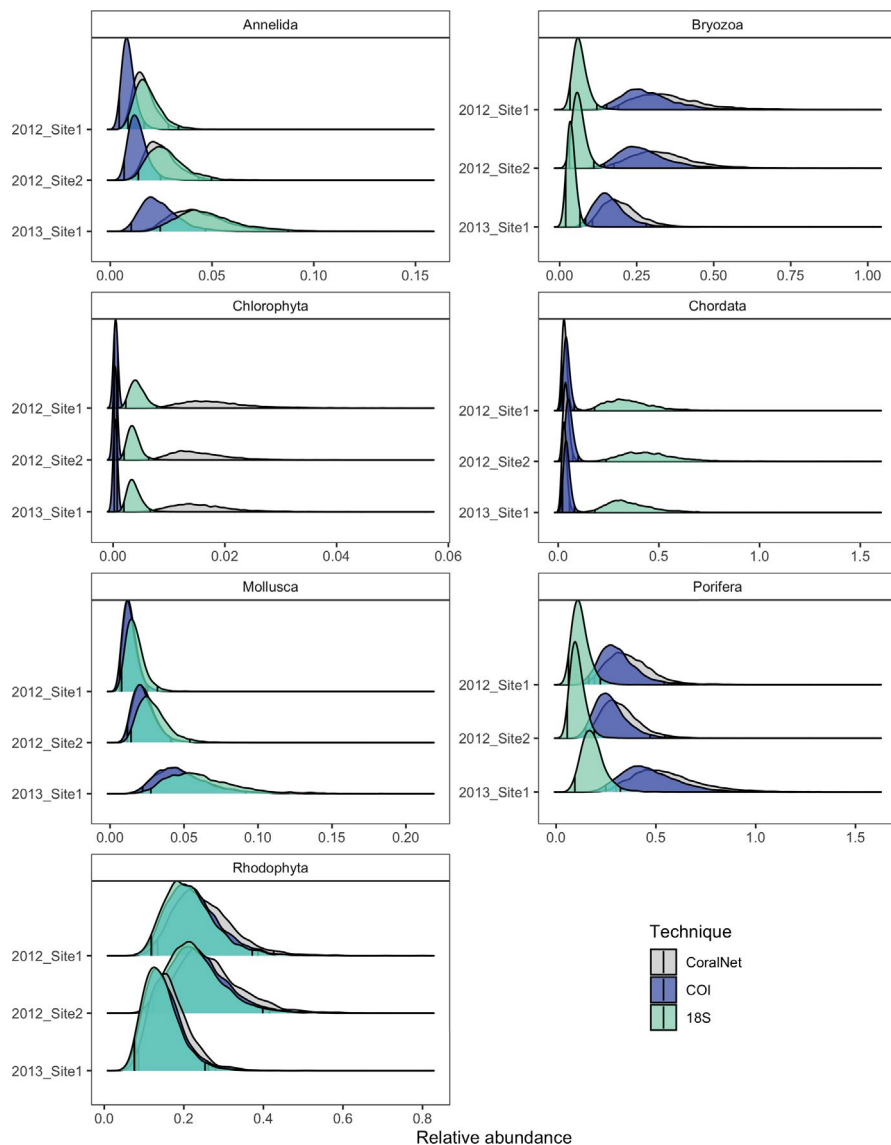 Annelida
2012_Site1
2012_Site2
2013_Site1
0.00 0.05 0.10 0.15
Bryozoa
2012_Site1
2012_Site2
2013_Site1
0.00 0.25 0.50 0.75 1.00
Chlorophyta
2012_Site1
2012_Site2
2013_Site1
0.00 0.02 0.04 0.06
Chordata
2012_Site1
2012_Site2
2013_Site1
0.0 0.5 1.0 1.5
Mollusca
2012_Site1
2012_Site2
2013_Site1
0.00 0.05 0.10 0.15 0.20
Porifera
2012_Site1
2012_Site2
2013_Site1
0.0 0.5 1.0 1.5
Rhodophyta
2012_Site1
2012_Site2
2013_Site1
0.0 0.2 0.4 0.6 0.8
Technique
CoralNet
COI
18S
Relative abundance